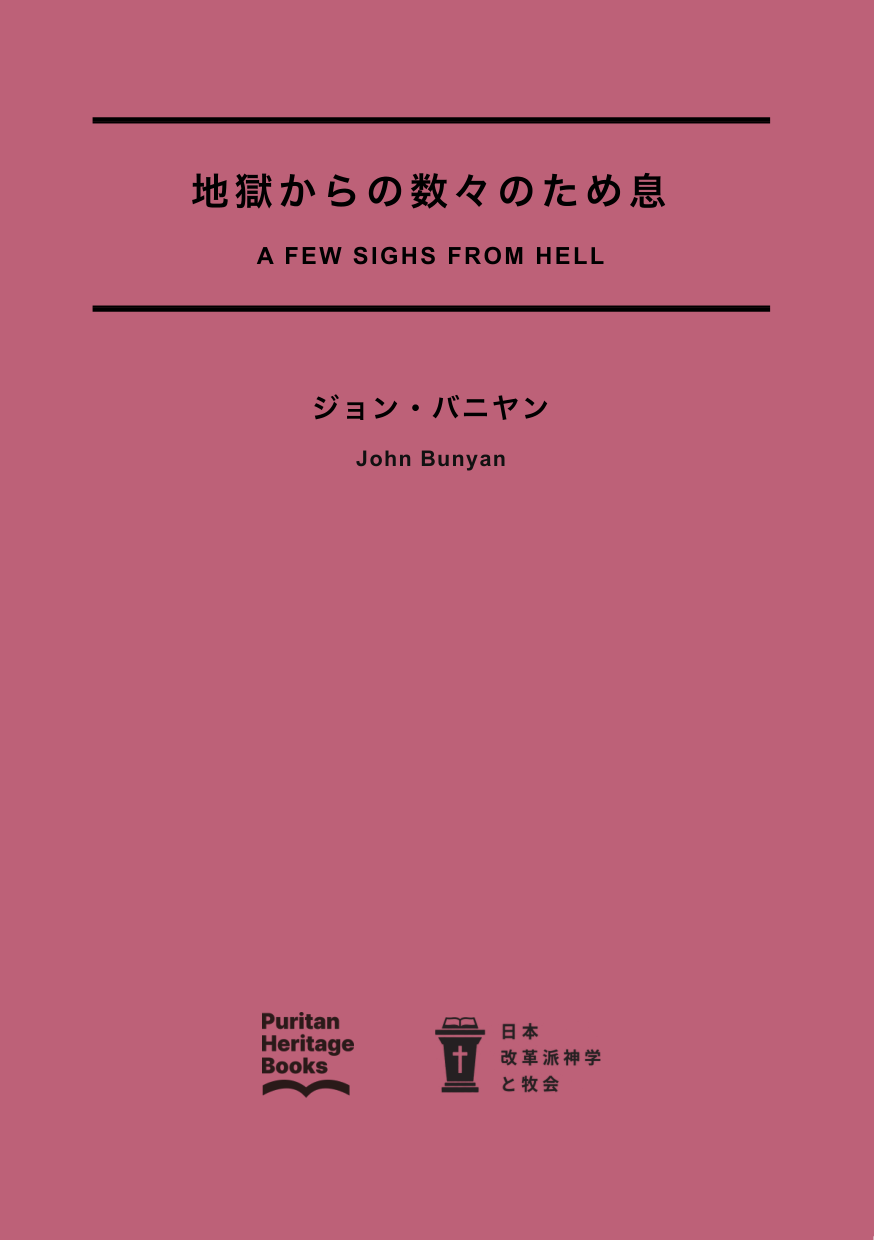 地獄からの数々のため息
A FEW SIGHS FROM HELL
ジョン・バニヤン
John Bunyan
Puritan
Heritage
Books
日本
改革派神学
と牧会